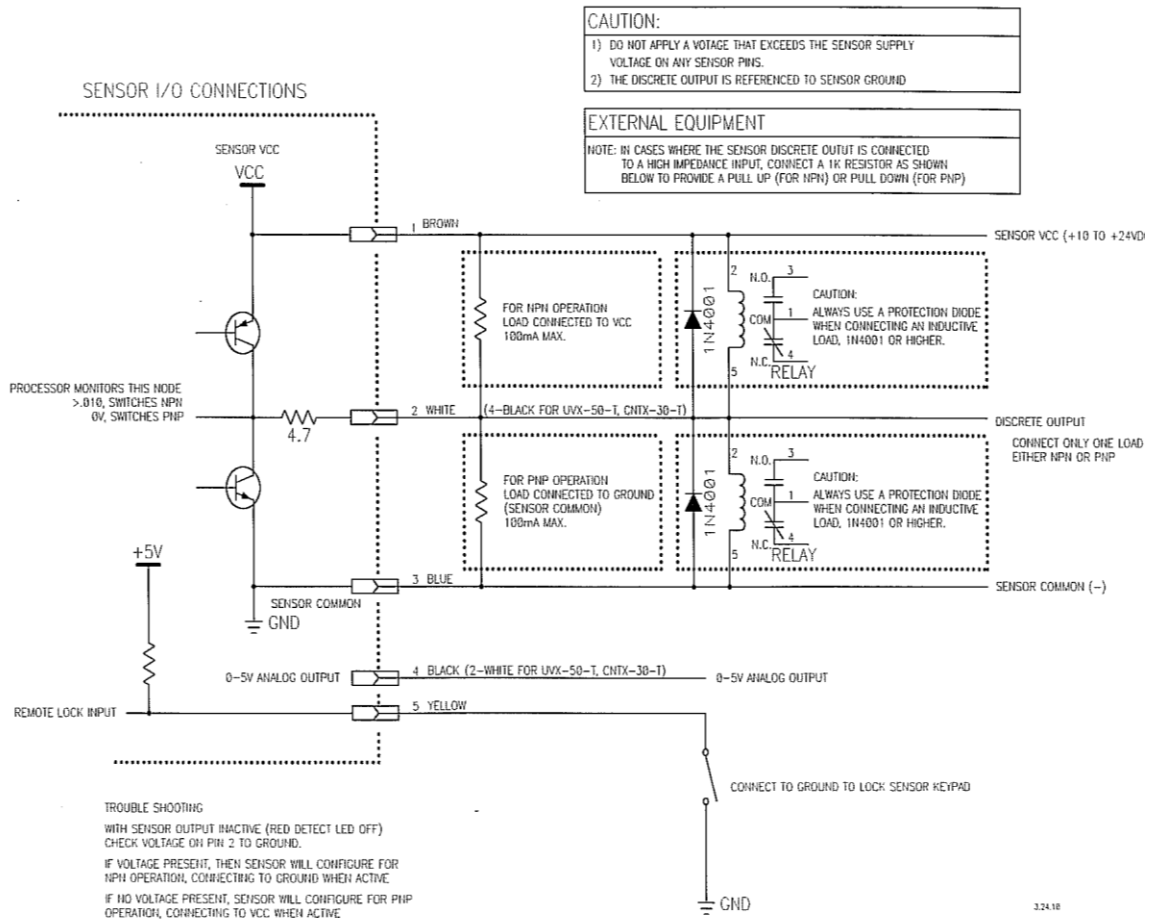 CAUTION:
1) DO NOT APPLY A VOTAGE THAT EXCEEDS THE SENSOR SUPPLY
VOLTAGE ON ANY SENSOR PINS.
2) THE DISCRETE OUTPUT IS REFERENCED TO SENSOR GROUND
SENSOR I/O CONNECTIONS
EXTERNAL EQUIPMENT
NOTE: IN CASES WHERE THE SENSOR DISCRETE OUTUT IS CONNECTED
TO A HIGH IMPEDANCE INPUT, CONNECT A 1K RESISTOR AS SHOWN
BELOW TO PROVIDE A PULL UP (FOR NPN) OR PULL DOWN (FOR PNP)
SENSOR VCC
VCC
1 BROWN
SENSOR VCC (+10 TO +24VD
FOR NPN OPERATION
LOAD CONNECTED TO VCC
100mA MAX.
1N4001
2
5
N.O. 3
COM 1
N.C. 4
RELAY
CAUTION:
ALWAYS USE A PROTECTION DIODE
WHEN CONNECTING AN INDUCTIVE
LOAD, 1N4001 OR HIGHER.
PROCESSOR MONITORS THIS NODE
>.010, SWITCHES NPN
0V, SWITCHES PNP
4.7
2 WHITE (4-BLACK FOR UVX-50-T, CNTX-30-T)
DISCRETE OUTPUT
CONNECT ONLY ONE LOAD
EITHER NPN OR PNP
FOR PNP OPERATION
LOAD CONNECTED TO GROUND
(SENSOR COMMON)
100mA MAX.
1N4001
2
5
N.O. 3
COM 1
N.C. 4
RELAY
CAUTION:
ALWAYS USE A PROTECTION DIODE
WHEN CONNECTING AN INDUCTIVE
LOAD, 1N4001 OR HIGHER.
+5V
3 BLUE
SENSOR COMMON
SENSOR COMMON (-)
GND
0-5V ANALOG OUTPUT
4 BLACK (2-WHITE FOR UVX-50-T, CNTX-30-T)
0-5V ANALOG OUTPUT
REMOTE LOCK INPUT
5 YELLOW
CONNECT TO GROUND TO LOCK SENSOR KEYPAD
GND
TROUBLE SHOOTING
WITH SENSOR OUTPUT INACTIVE (RED DETECT LED OFF)
CHECK VOLTAGE ON PIN 2 TO GROUND.
IF VOLTAGE PRESENT, THEN SENSOR WILL CONFIGURE FOR
NPN OPERATION, CONNECTING TO GROUND WHEN ACTIVE
IF NO VOLTAGE PRESENT, SENSOR WILL CONFIGURE FOR PNP
OPERATION, CONNECTING TO VCC WHEN ACTIVE
3.24.10